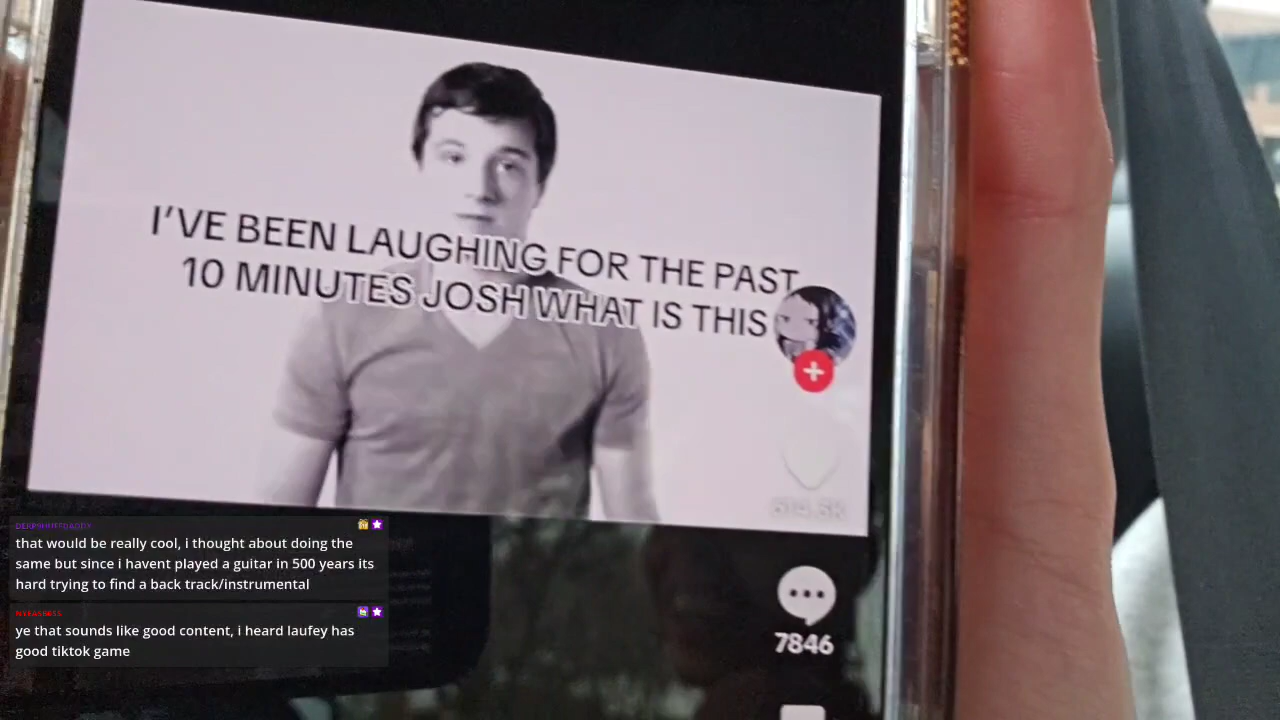 I'VE BEEN LAUGHING FOR THE PAST
10 MINUTES JOSH WHAT IS THIS
614.5K
7846
that would be really cool, i thought about doing the
same but since i havent played a guitar in 500 years its
hard trying to find a back track/instrumental
ye that sounds like good content, i heard laufey has
good tiktok game